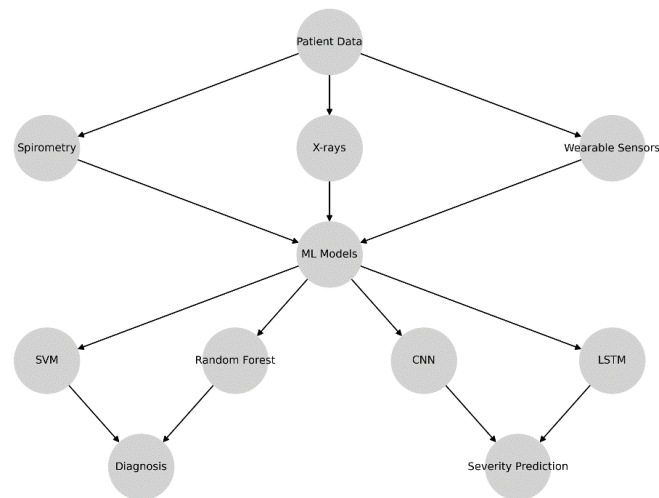 Patient Data
Spirometry
X-rays
Wearable Sensors
ML Models
SVM
Random Forest
CNN
LSTM
Diagnosis
Severity Prediction